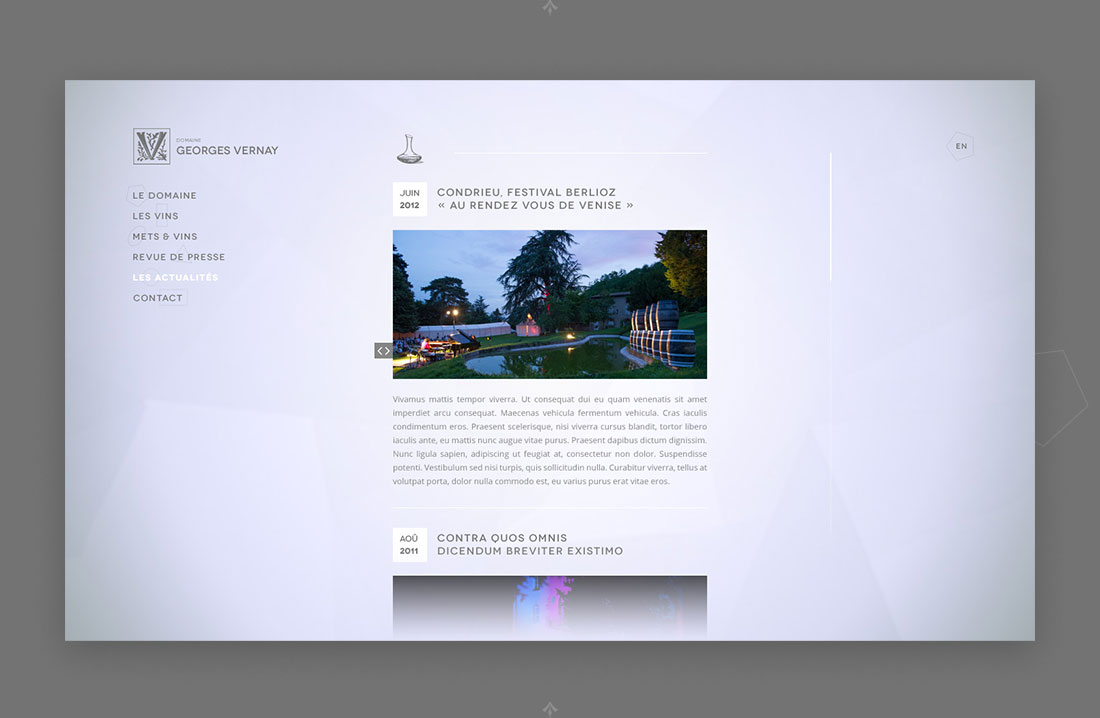 DOMAINE
GEORGES VERNAY
LE DOMAINE
LES VINS
METS & VINS
REVUE DE PRESSE
LES ACTUALITÉS
CONTACT
EN
JUIN
2012
CONDRIEU, FESTIVAL BERLIOZ
« AU RENDEZ VOUS DE VENISE »
Vivamus mattis tempor viverra. Ut consequat dui eu quam venenatis sit amet
imperdiet arcu consequat. Maecenas vehicula fermentum vehicula. Cras iaculis
condimentum eros. Praesent scelerisque, nisi viverra cursus blandit, tortor libero
iaculis ante, eu mattis nunc augue vitae purus. Praesent dapibus dictum dignissim.
Nunc ligula sapien, adipiscing ut feugiat at, consectetur non dolor. Suspendisse
potenti. Vestibulum sed nisi turpis, quis sollicitudin nulla. Curabitur viverra, tellus at
volutpat porta, dolor nulla commodo est, eu varius purus erat vitae eros.
AOÛ
2011
CONTRA QUOS OMNIS
DICENDUM BREVITER EXISTIMO